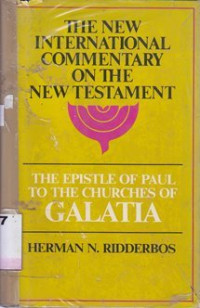 THE NEW
INTERNATIONAL
COMMENTARY
ON THE
NEW TESTAMENT
THE EPISTLE OF PAUL
TO THE CHURCHES OF
GALATIA
7
HERMAN N. RIDDERBOS